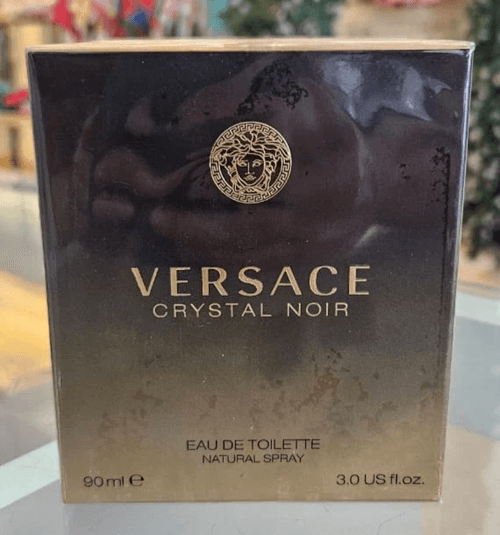 VERSACE
CRYSTAL NOIR
EAU DE TOILETTE
NATURAL SPRAY
90 ml ℮
3.0 US fl.oz.